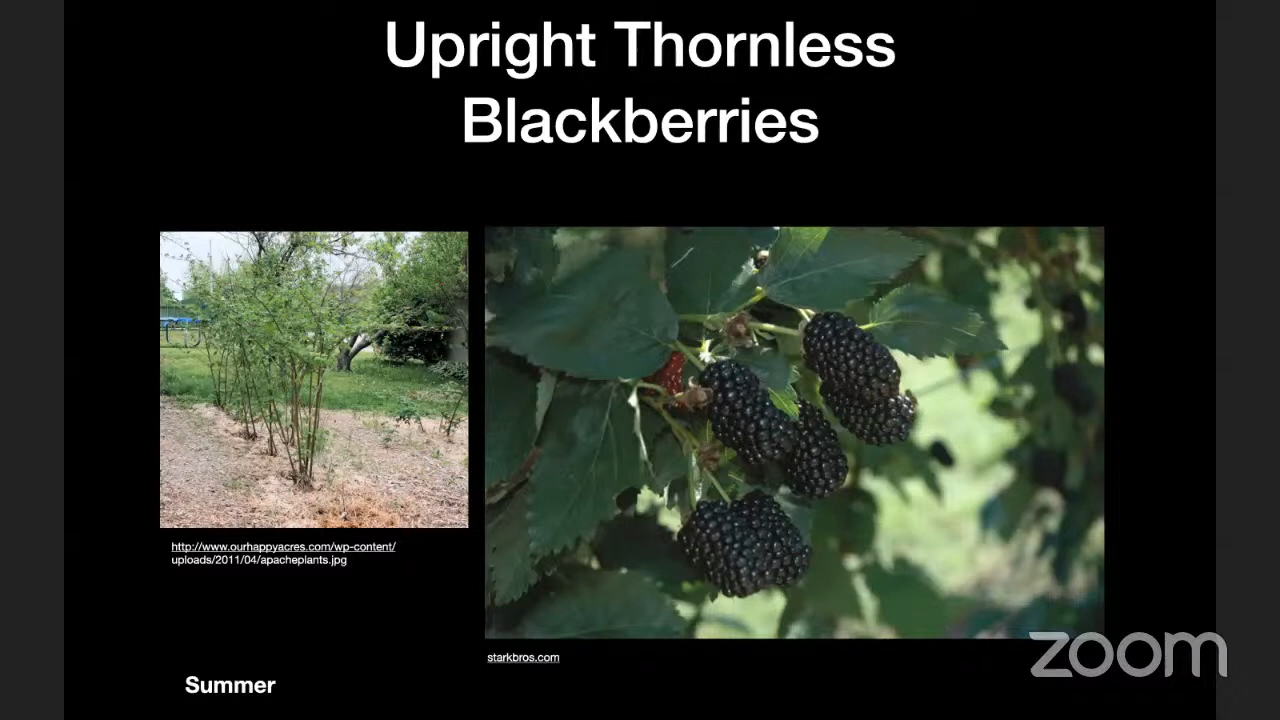 Upright Thornless
Blackberries
http://www.ourhappyacres.com/wp-content/
uploads/2011/04/apacheplants.jpg
starkbros.com
zoom
Summer